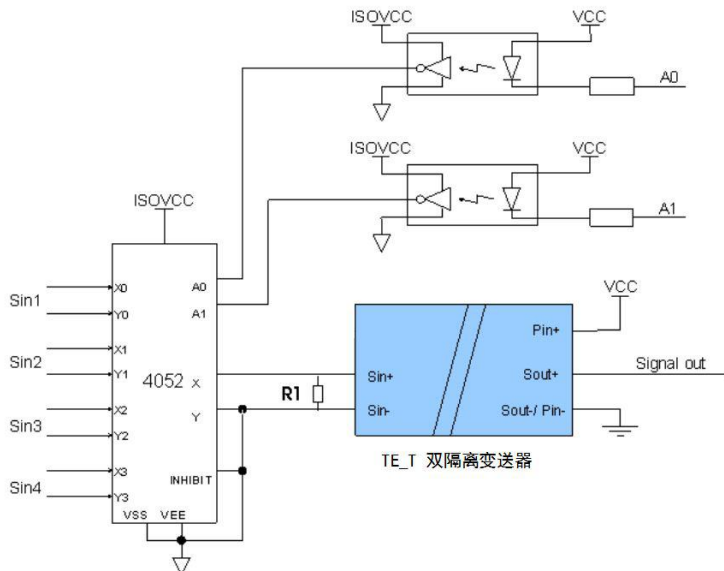 ISOVCC VCC
A0
ISOVCC VCC
A1
ISOVCC
Sin1 X0 A0
Y0 A1
VCC
Pin+
Sin2 X1
Y1 4052 X Sin+ Sout+ Signal out
R1
Sin3 X2 Y Sin- Sout-/ Pin-
Y2
TE_T 双隔离变送器
Sin4 X3 INHIBIT
Y3
VSS VEE